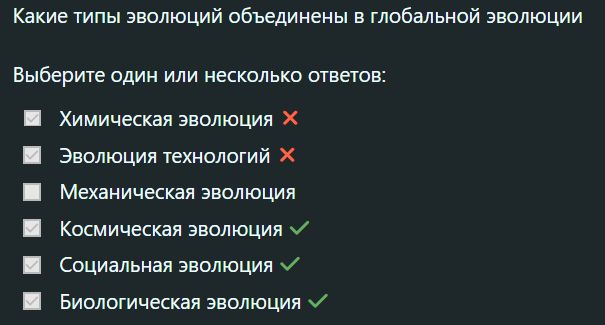 Какие типы эволюций объединены в глобальной эволюции
Выберите один или несколько ответов:
Химическая эволюция
Эволюция технологий
Механическая эволюция
Космическая эволюция
Социальная эволюция
Биологическая эволюция